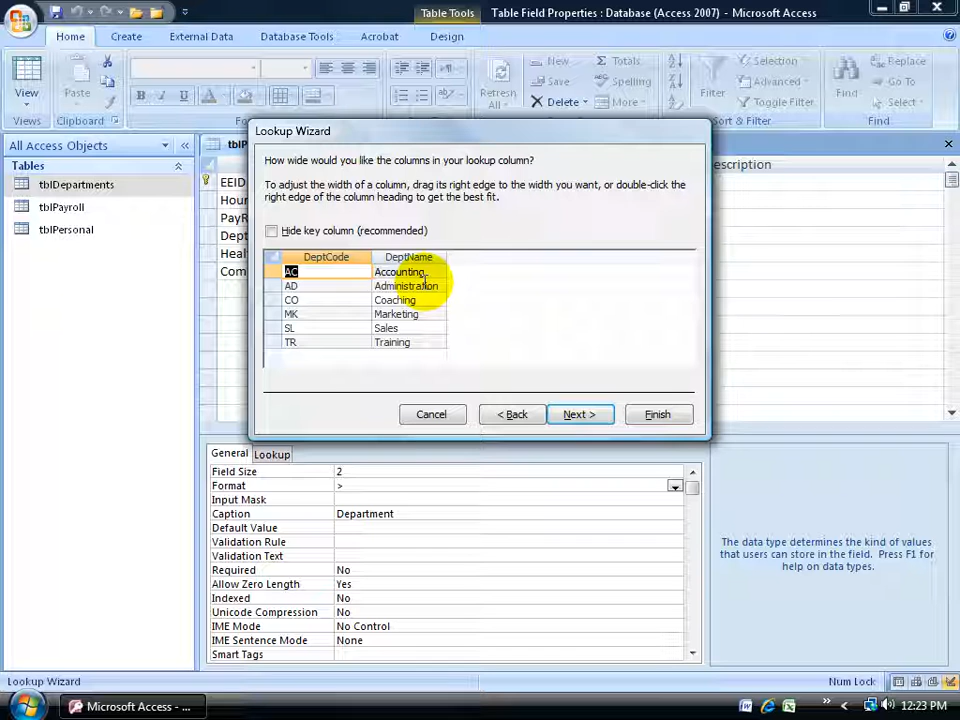 Table Tools
Table Field Properties : Database (Access 2007) - Microsoft Access
Home Create External Data Database Tools Acrobat Design
View
Views
Paste
Clipboard
B I U A
Refresh
All
New
Save
Delete
Totals
Spelling
More
Filter
Selection
Advanced
Toggle Filter
Sort & Filter
Find
Replace
Go To
Select
Find
All Access Objects
Tables
tblDepartments
tblPayroll
tblPersonal
tblP
EEID
Hour
PayR
Dept
Healt
Com
Description
Lookup Wizard
How wide would you like the columns in your lookup column?
To adjust the width of a column, drag its right edge to the width you want, or double-click the
right edge of the column heading to get the best fit.
Hide key column (recommended)
DeptCode DeptName
AC Accounting
AD Administration
CO Coaching
MK Marketing
SL Sales
TR Training
Cancel < Back Next > Finish
General Lookup
Field Size 2
Format >
Input Mask
Caption Department
Default Value
Validation Rule
Validation Text
Required No
Allow Zero Length Yes
Indexed No
Unicode Compression No
IME Mode No Control
IME Sentence Mode None
Smart Tags
The data type determines the kind of values
that users can store in the field. Press F1 for
help on data types.
Lookup Wizard
Num Lock
Microsoft Access - ...
12:23 PM